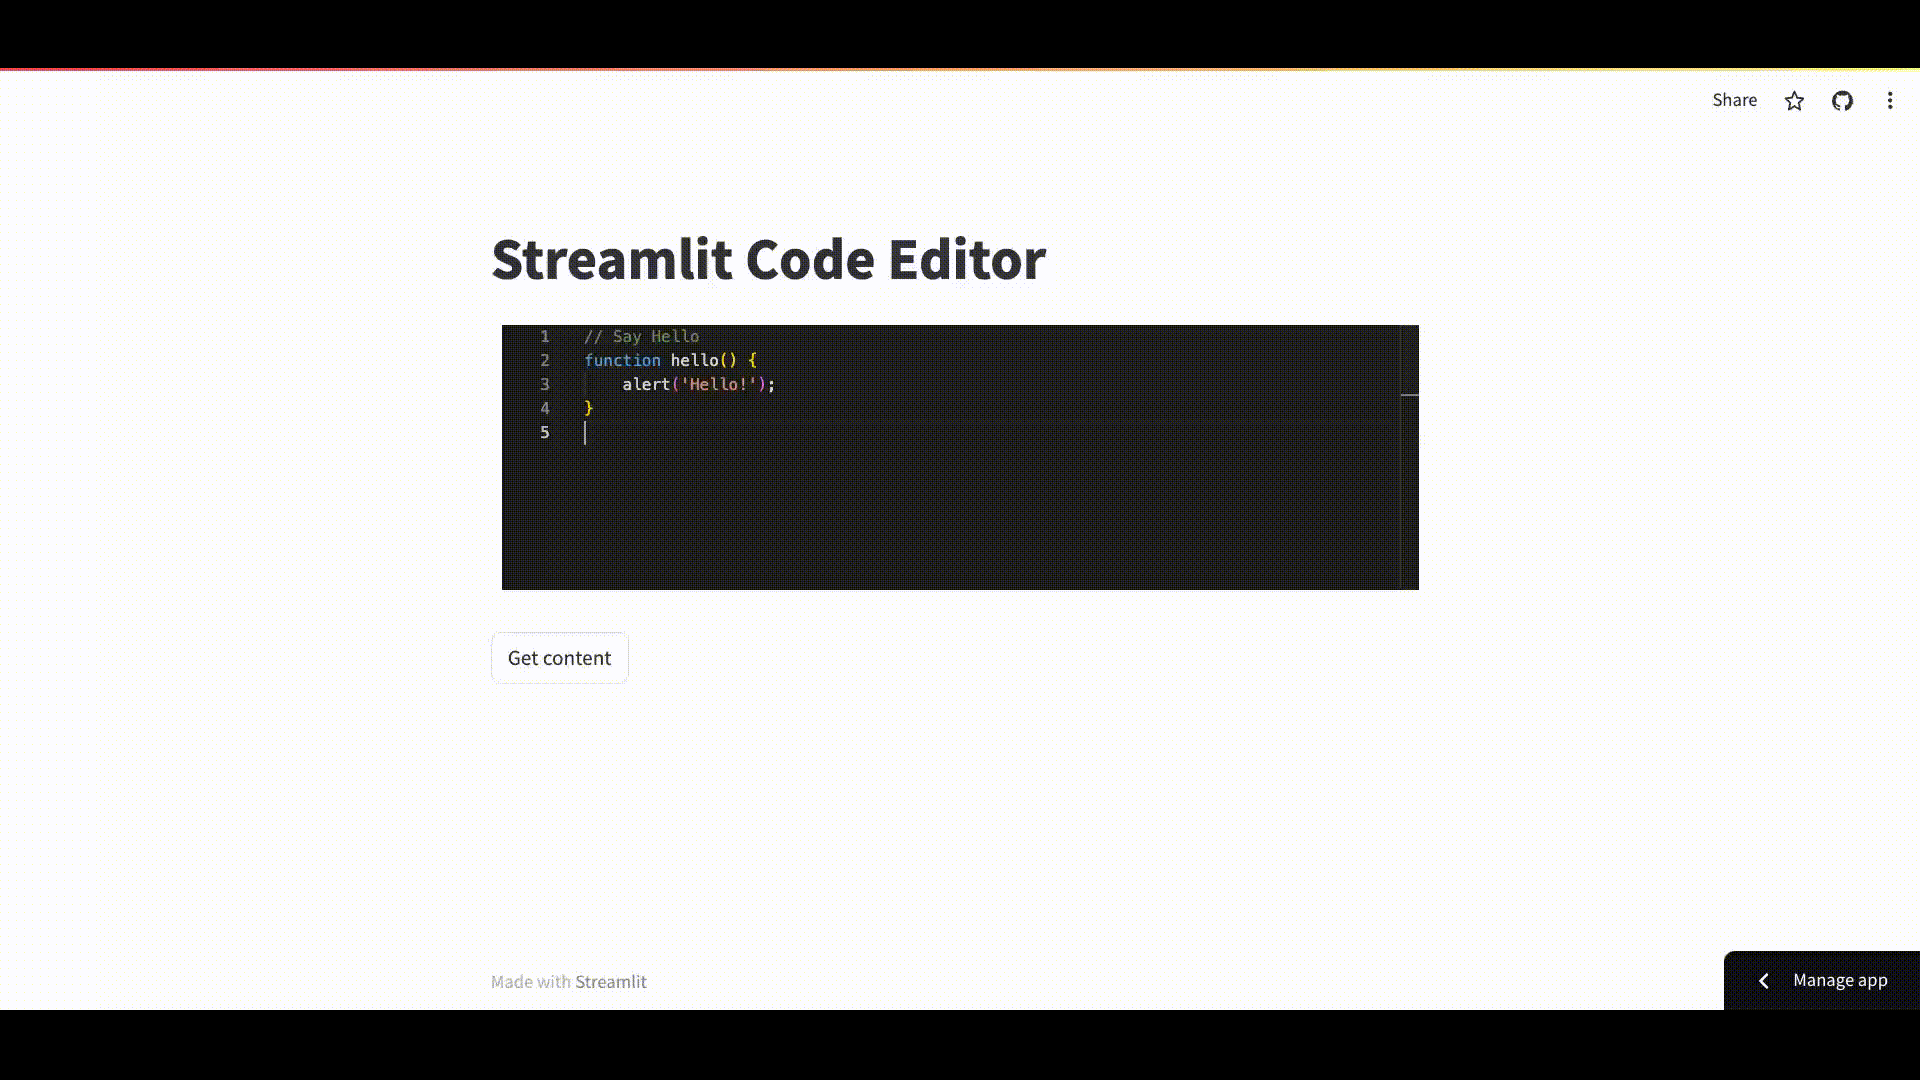 Share
Streamlit Code Editor
1 // Say Hello
2 function hello() {
3     alert('Hello!');
4 }
5
Get content
Made with Streamlit
Manage app